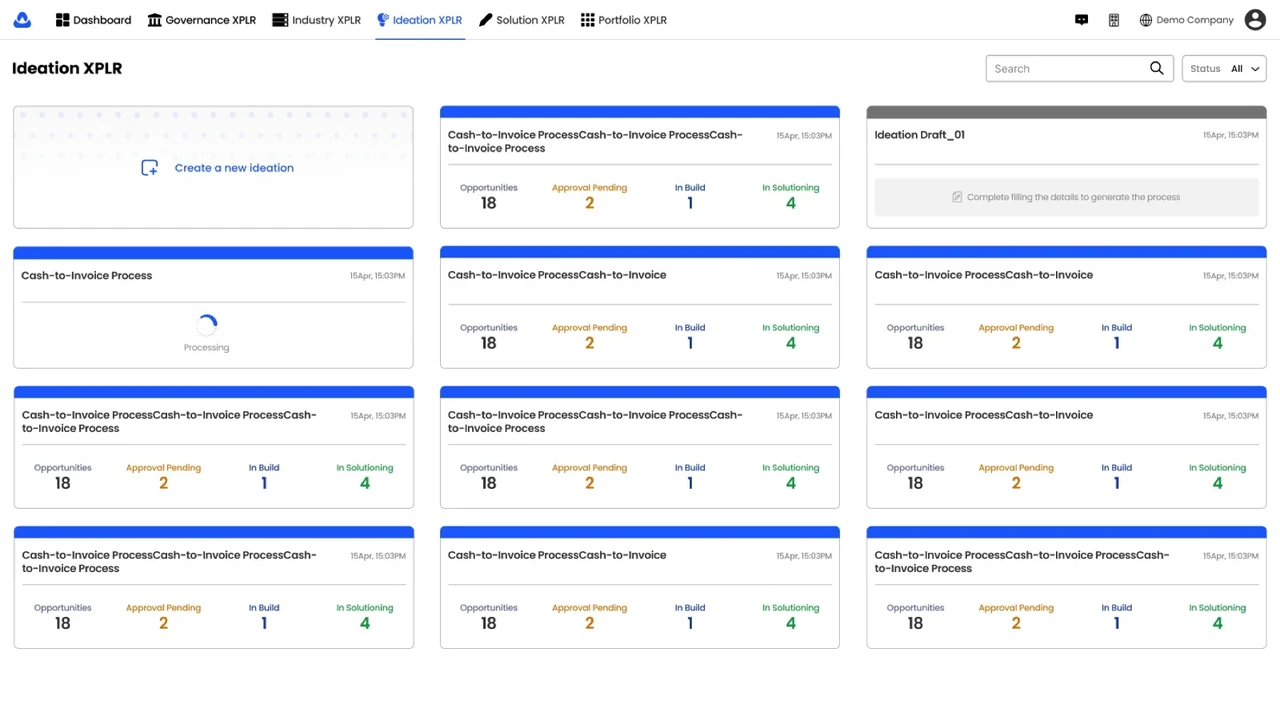 Dashboard Governance XPLR Industry XPLR Ideation XPLR Solution XPLR Portfolio XPLR Demo Company
Ideation XPLR Search Status All
Create a new ideation
Cash-to-Invoice ProcessCash-to-Invoice ProcessCash- 15Apr, 15:03PM
to-Invoice Process
Opportunities Approval Pending In Build In Solutioning
18 2 1 4
Ideation Draft_01 15Apr, 15:03PM
Complete filling the details to generate the process
Cash-to-Invoice Process 15Apr, 15:03PM
Processing
Cash-to-Invoice ProcessCash-to-Invoice 15Apr, 15:03PM
Opportunities Approval Pending In Build In Solutioning
18 2 1 4
Cash-to-Invoice ProcessCash-to-Invoice 15Apr, 15:03PM
Opportunities Approval Pending In Build In Solutioning
18 2 1 4
Cash-to-Invoice ProcessCash-to-Invoice ProcessCash- 15Apr, 15:03PM
to-Invoice Process
Opportunities Approval Pending In Build In Solutioning
18 2 1 4
Cash-to-Invoice ProcessCash-to-Invoice ProcessCash- 15Apr, 15:03PM
to-Invoice Process
Opportunities Approval Pending In Build In Solutioning
18 2 1 4
Cash-to-Invoice ProcessCash-to-Invoice 15Apr, 15:03PM
Opportunities Approval Pending In Build In Solutioning
18 2 1 4
Cash-to-Invoice ProcessCash-to-Invoice ProcessCash- 15Apr, 15:03PM
to-Invoice Process
Opportunities Approval Pending In Build In Solutioning
18 2 1 4
Cash-to-Invoice ProcessCash-to-Invoice 15Apr, 15:03PM
Opportunities Approval Pending In Build In Solutioning
18 2 1 4
Cash-to-Invoice ProcessCash-to-Invoice ProcessCash- 15Apr, 15:03PM
to-Invoice Process
Opportunities Approval Pending In Build In Solutioning
18 2 1 4